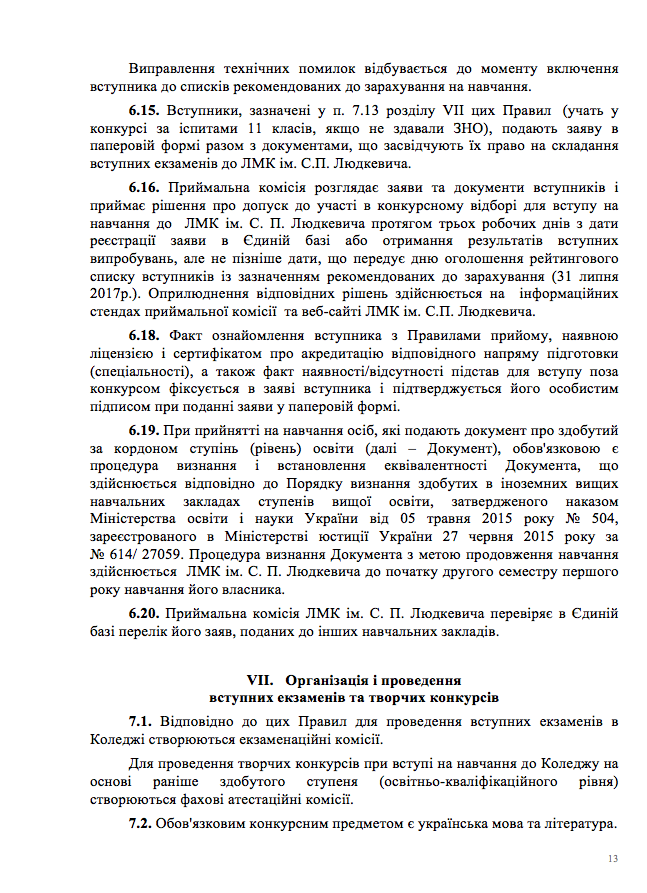 Виправлення технічних помилок відбувається до моменту включення
вступника до списків рекомендованих до зарахування на навчання.
6.15. Вступники, зазначені у п. 7.13 розділу VII цих Правил (учать у
конкурсі за іспитами 11 класів, якщо не здавали ЗНО), подають заяву в
паперовій формі разом з документами, що засвідчують їх право на складання
вступних екзаменів до ЛМК ім. С.П. Людкевича.
6.16. Приймальна комісія розглядає заяви та документи вступників і
приймає рішення про допуск до участі в конкурсному відборі для вступу на
навчання до ЛМК ім. С. П. Людкевича протягом трьох робочих днів з дати
реєстрації заяви в Єдиній базі або отримання результатів вступних
випробувань, але не пізніше дати, що передує дню оголошення рейтингового
списку вступників із зазначенням рекомендованих до зарахування (31 липня
2017р.). Оприлюднення відповідних рішень здійснюється на інформаційних
стендах приймальної комісії та веб-сайті ЛМК ім. С.П. Людкевича.
6.18. Факт ознайомлення вступника з Правилами прийому, наявною
ліцензією і сертифікатом про акредитацію відповідного напряму підготовки
(спеціальності), а також факт наявності/відсутності підстав для вступу поза
конкурсом фіксується в заяві вступника і підтверджується його особистим
підписом при поданні заяви у паперовій формі.
6.19. При прийнятті на навчання осіб, які подають документ про здобутий
за кордоном ступінь (рівень) освіти (далі – Документ), обов'язковою є
процедура визнання і встановлення еквівалентності Документа, що
здійснюється відповідно до Порядку визнання здобутих в іноземних вищих
навчальних закладах ступенів вищої освіти, затвердженого наказом
Міністерства освіти і науки України від 05 травня 2015 року № 504,
зареєстрованого в Міністерстві юстиції України 27 червня 2015 року за
№ 614/ 27059. Процедура визнання Документа з метою продовження навчання
здійснюється ЛМК ім. С. П. Людкевича до початку другого семестру першого
року навчання його власника.
6.20. Приймальна комісія ЛМК ім. С. П. Людкевича перевіряє в Єдиній
базі перелік його заяв, поданих до інших навчальних закладів.
VII. Організація і проведення
вступних екзаменів та творчих конкурсів
7.1. Відповідно до цих Правил для проведення вступних екзаменів в
Коледжі створюються екзаменаційні комісії.
Для проведення творчих конкурсів при вступі на навчання до Коледжу на
основі раніше здобутого ступеня (освітньо-кваліфікаційного рівня)
створюються фахові атестаційні комісії.
7.2. Обов'язковим конкурсним предметом є українська мова та література.
13